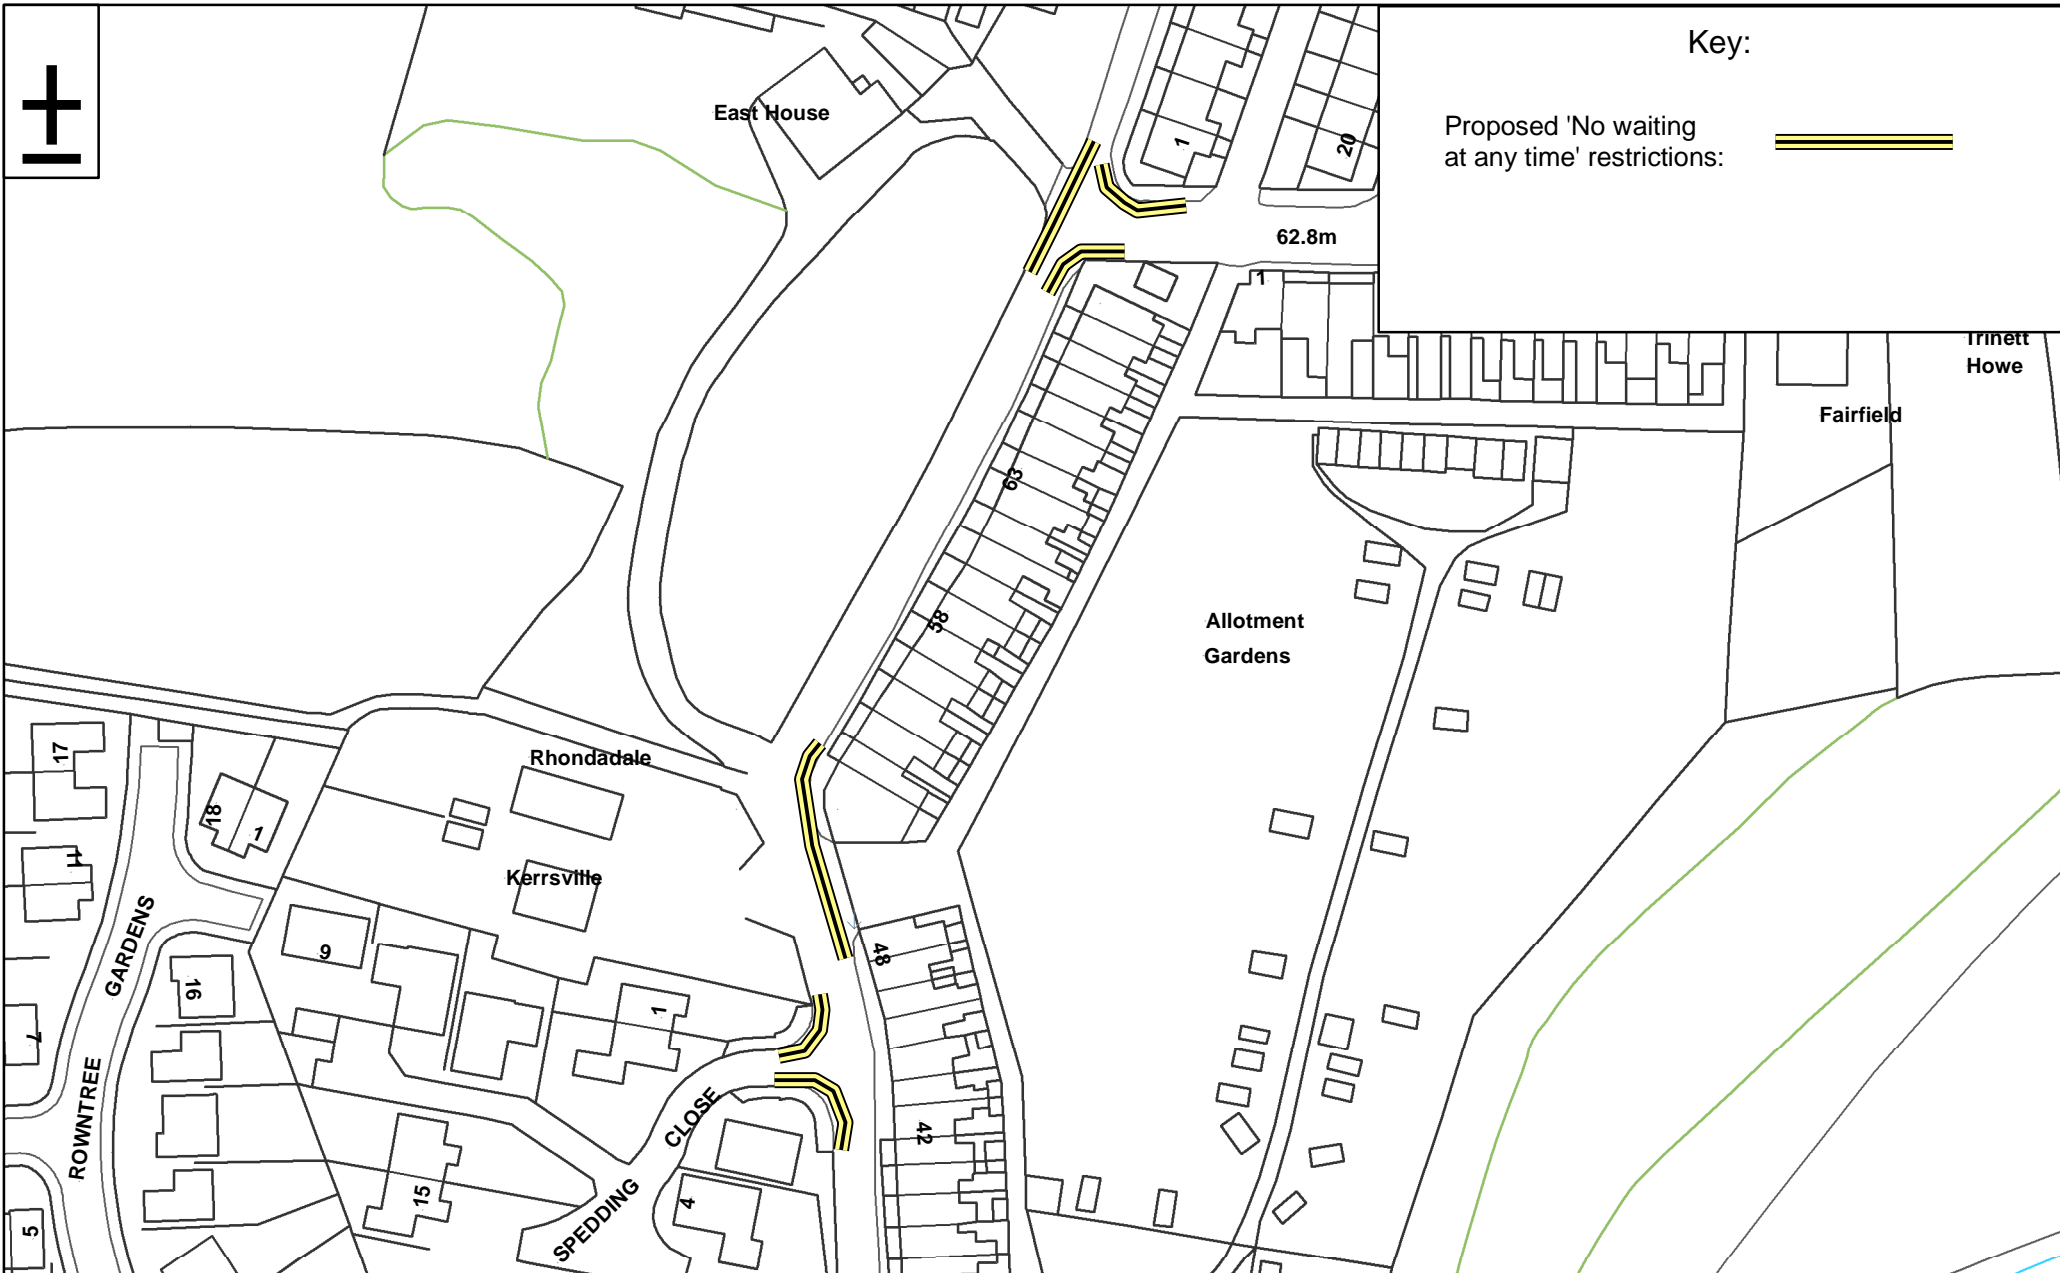 Key:
Proposed 'No waiting
at any time' restrictions:
East House
1
20
62.8m
1
Trinett
Howe
Fairfield
63
58
Allotment
Gardens
Rhondadale
Kerrsville
17
18
1
11
GARDENS
9
16
48
1
7
ROWNTREE
CLOSE
42
15
4
SPEDDING
5